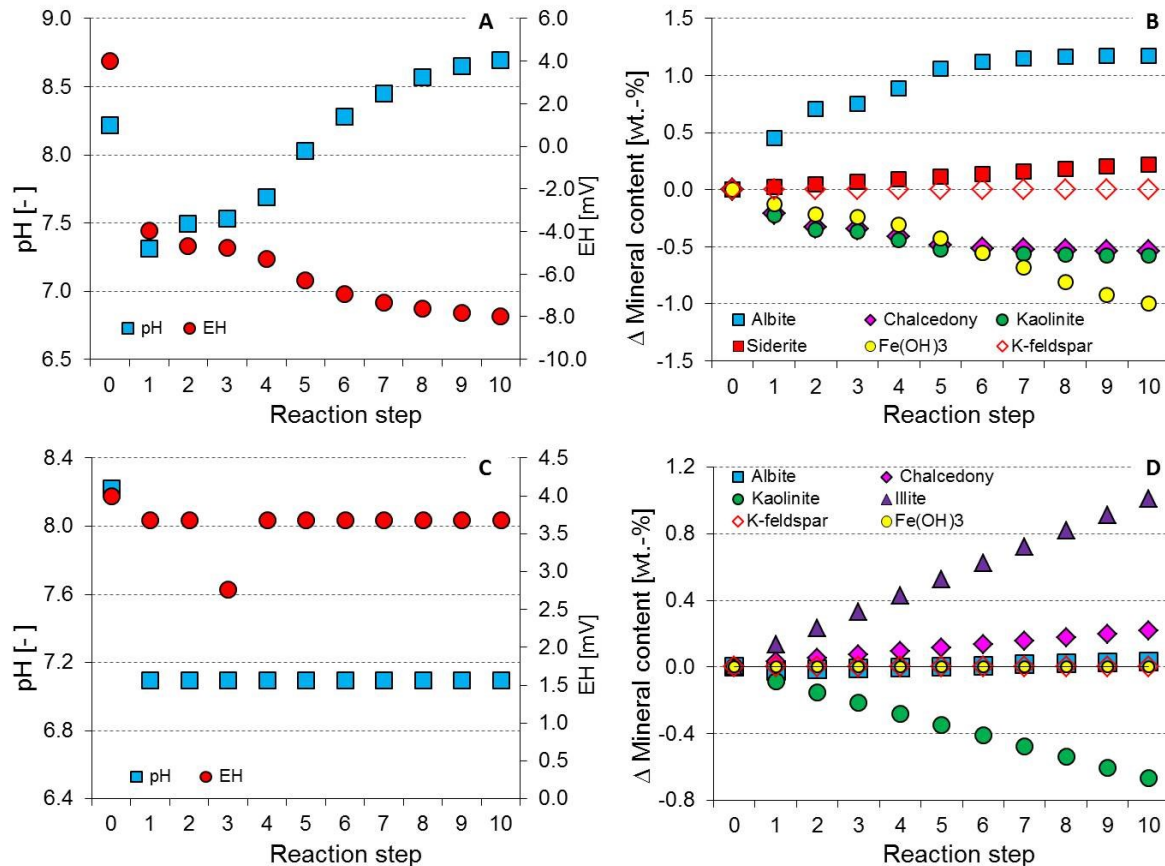 A
9.0
8.5
8.0
7.5
7.0
6.5
pH [-]
6.0
4.0
2.0
0.0
-2.0
-4.0
-6.0
-8.0
-10.0
EH [mV]
pH EH
0 1 2 3 4 5 6 7 8 9 10
Reaction step
B
1.5
1.0
0.5
0.0
-0.5
-1.0
-1.5
Δ Mineral content [wt.-%]
Albite Chalcedony Kaolinite
Siderite Fe(OH)3 K-feldspar
0 1 2 3 4 5 6 7 8 9 10
Reaction step
C
8.4
8.0
7.6
7.2
6.8
6.4
pH [-]
4.5
4.0
3.5
3.0
2.5
2.0
1.5
1.0
0.5
0.0
EH [mV]
pH EH
0 1 2 3 4 5 6 7 8 9 10
Reaction step
D
1.2
0.8
0.4
0.0
-0.4
-0.8
Δ Mineral content [wt.-%]
Albite Chalcedony
Kaolinite Illite
K-feldspar Fe(OH)3
0 1 2 3 4 5 6 7 8 9 10
Reaction step